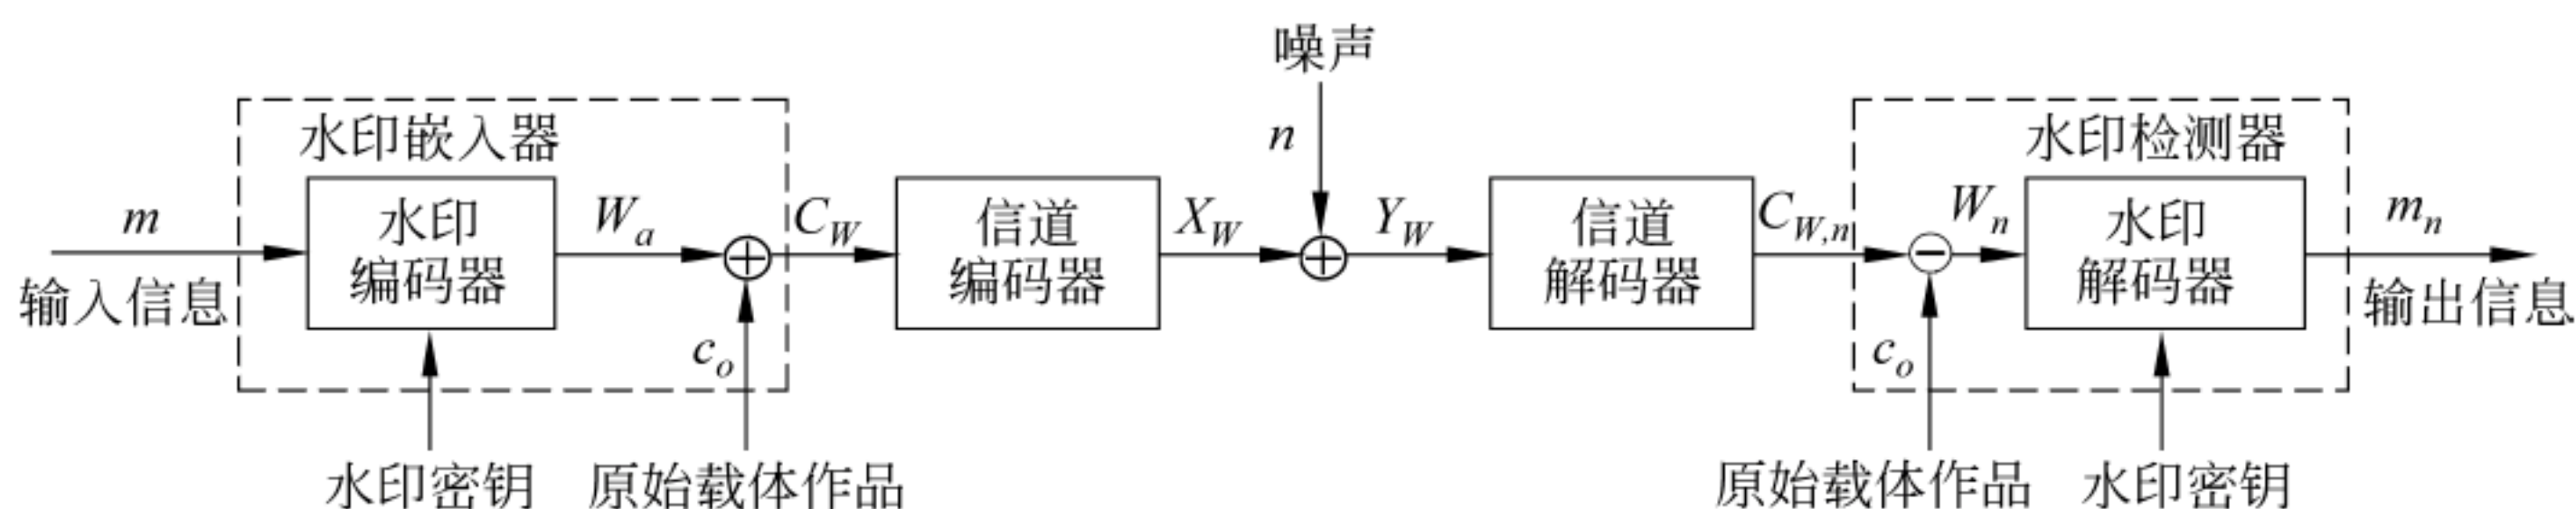 噪声
水印嵌入器
n
水印检测器
m
水印
编码器
W_a
C_W
信道
编码器
X_W
Y_W
信道
解码器
C_{W,n}
W_n
水印
解码器
m_n
输入信息
输出信息
c_o
c_o
水印密钥
原始载体作品
原始载体作品
水印密钥